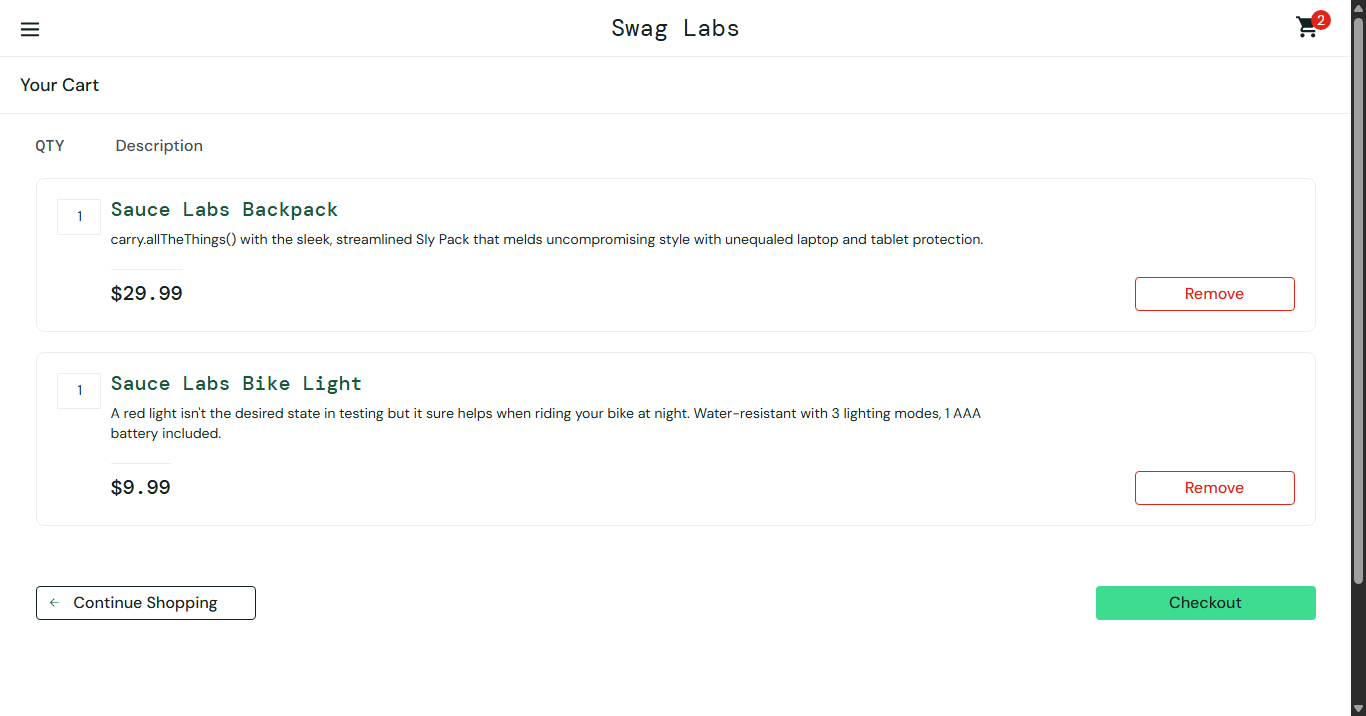 Swag Labs
2
Your Cart
QTY Description
1
Sauce Labs Backpack
carry.allTheThings() with the sleek, streamlined Sly Pack that melds uncompromising style with unequaled laptop and tablet protection.
$29.99
Remove
1
Sauce Labs Bike Light
A red light isn't the desired state in testing but it sure helps when riding your bike at night. Water-resistant with 3 lighting modes, 1 AAA
battery included.
$9.99
Remove
Continue Shopping
Checkout